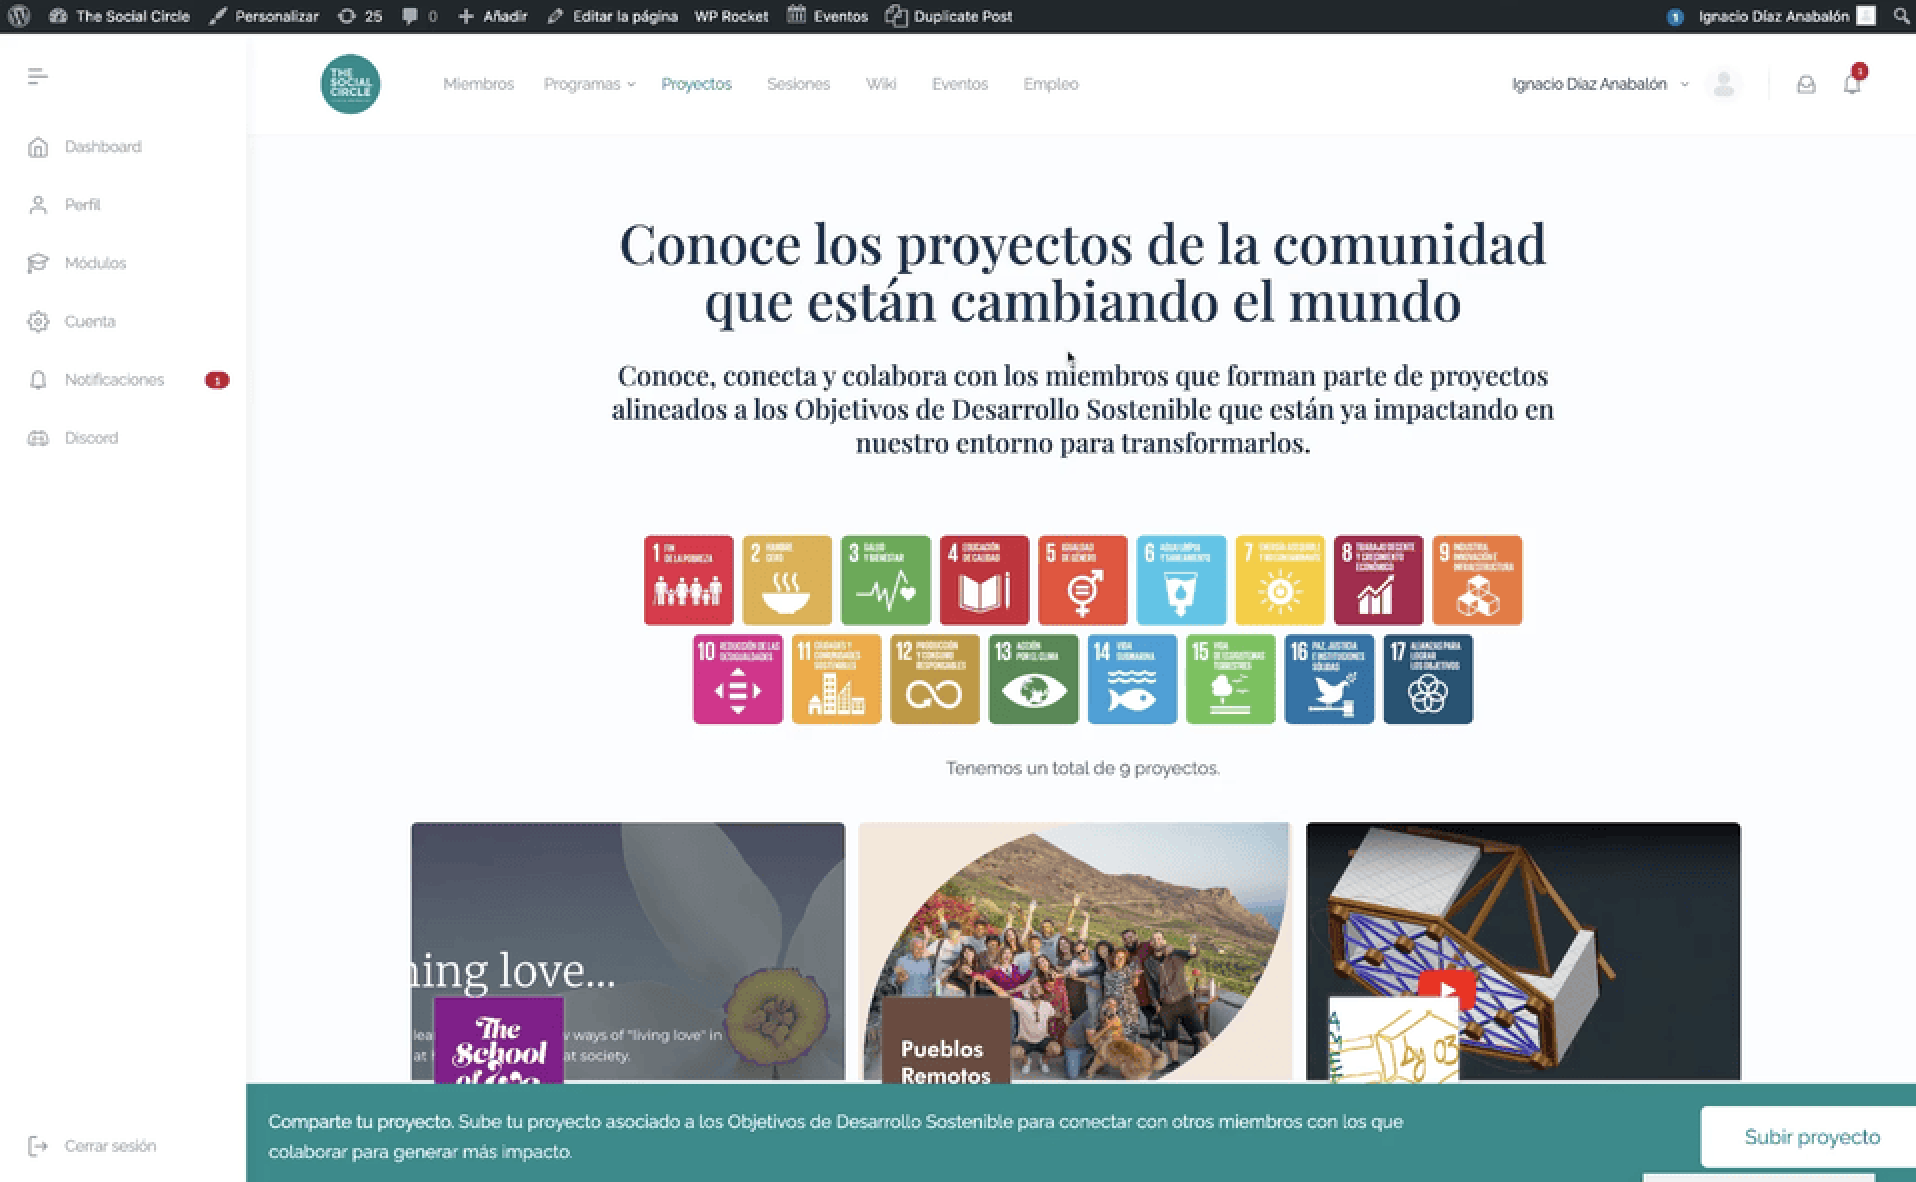 The Social Circle Personalizar 25 0 Añadir Editar la página WP Rocket Eventos Duplicate Post 1 Ignacio Díaz Anabalón
THE
SOCIAL
CIRCLE
Miembros Programas Proyectos Sesiones Wiki Eventos Empleo Ignacio Díaz Anabalón 1
Dashboard
Perfil
Módulos
Cuenta
Notificaciones 1
Discord
Cerrar sesión
Conoce los proyectos de la comunidad
que están cambiando el mundo
Conoce, conecta y colabora con los miembros que forman parte de proyectos
alineados a los Objetivos de Desarrollo Sostenible que están ya impactando en
nuestro entorno para transformarlos.
1 FIN
DE LA POBREZA
2 HAMBRE
CERO
3 SALUD
Y BIENESTAR
4 EDUCACIÓN
DE CALIDAD
5 IGUALDAD
DE GÉNERO
6 AGUA LIMPIA
Y SANEAMIENTO
7 ENERGÍA ASEQUIBLE
Y NO CONTAMINANTE
8 TRABAJO DECENTE
Y CRECIMIENTO
ECONÓMICO
9 INDUSTRIA,
INNOVACIÓN E
INFRAESTRUCTURA
10 REDUCCIÓN DE LAS
DESIGUALDADES
11 CIUDADES Y
COMUNIDADES
SOSTENIBLES
12 PRODUCCIÓN
Y CONSUMO
RESPONSABLES
13 ACCIÓN
POR EL CLIMA
14 VIDA
SUBMARINA
15 VIDA
DE ECOSISTEMAS
TERRESTRES
16 PAZ, JUSTICIA
E INSTITUCIONES
SÓLIDAS
17 ALIANZAS PARA
LOGRAR
LOS OBJETIVOS
Tenemos un total de 9 proyectos.
ning love...
lea
w ways of "living love" in
at
at society.
The
School
of
Pueblos
Remotos
03
Comparte tu proyecto. Sube tu proyecto asociado a los Objetivos de Desarrollo Sostenible para conectar con otros miembros con los que
colaborar para generar más impacto.
Subir proyecto